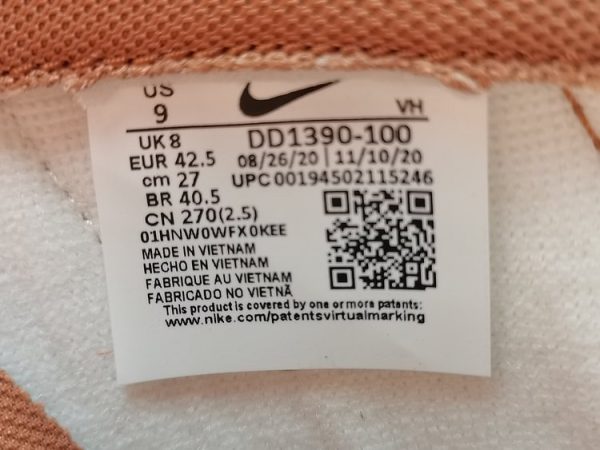 US
9
VH
UK 8
DD1390-100
EUR 42.5
08/26/20 | 11/10/20
cm 27
UPC00194502115246
BR 40.5
CN 270(2.5)
01HNW0WFX0KEE
MADE IN VIETNAM
HECHO EN VIETNAM
FABRIQUE AU VIETNAM
FABRICADO NO VIETNÃ
This product is covered by one or more patents:
www.nike.com/patentsvirtualmarking